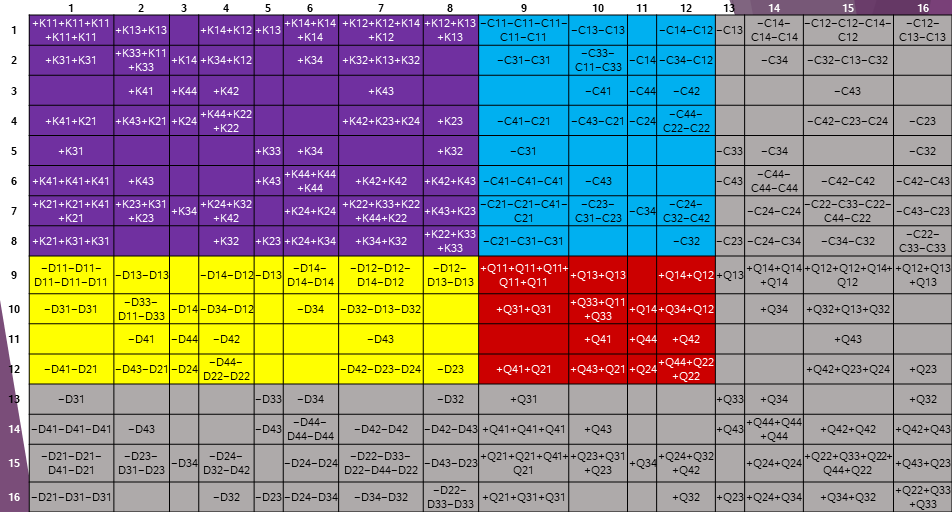 1 2 3 4 5 6 7 8 9 10 11 12 13 14 15 16
1 +K11+K11+K11 +K11+K11 +K13+K13 +K14+K12 +K13 +K14+K14 +K14 +K12+K12+K14 +K12 +K12+K13 +K13 −C11−C11−C11− C11−C11 −C13−C13 −C14−C12 −C13 −C14− C14−C14 −C12−C12−C14− C12 −C12− C13−C13
2 +K31+K31 +K33+K11 +K33 +K14 +K34+K12 +K34 +K32+K13+K32 −C31−C31 −C33− C11−C33 −C14 −C34−C12 −C34 −C32−C13−C32
3 +K41 +K44 +K42 +K43 −C41 −C44 −C42 −C43
4 +K41+K21 +K43+K21 +K24 +K44+K22 +K22 +K42+K23+K24 +K23 −C41−C21 −C43−C21 −C24 −C44− C22−C22 −C42−C23−C24 −C23
5 +K31 +K33 +K34 +K32 −C31 −C33 −C34 −C32
6 +K41+K41+K41 +K43 +K43 +K44+K44 +K44 +K42+K42 +K42+K43 −C41−C41−C41 −C43 −C43 −C44− C44−C44 −C42−C42 −C42−C43
7 +K21+K21+K41 +K21 +K23+K31 +K23 +K34 +K24+K32 +K42 +K24+K24 +K22+K33+K22 +K44+K22 +K43+K23 −C21−C21−C41− C21 −C23− C31−C23 −C34 −C24− C32−C42 −C24−C24 −C22−C33−C22− C44−C22 −C43−C23
8 +K21+K31+K31 +K32 +K23 +K24+K34 +K34+K32 +K22+K33 +K33 −C21−C31−C31 −C32 −C23 −C24−C34 −C34−C32 −C22− C33−C33
9 −D11−D11− D11−D11−D11 −D13−D13 −D14−D12 −D13 −D14− D14−D14 −D12−D12− D14−D12 −D12− D13−D13 +Q11+Q11+Q11+ Q11+Q11 +Q13+Q13 +Q14+Q12 +Q13 +Q14+Q14 +Q14 +Q12+Q12+Q14+ Q12 +Q12+Q13 +Q13
10 −D31−D31 −D33− D11−D33 −D14 −D34−D12 −D34 −D32−D13−D32 +Q31+Q31 +Q33+Q11 +Q33 +Q14 +Q34+Q12 +Q34 +Q32+Q13+Q32
11 −D41 −D44 −D42 −D43 +Q41 +Q44 +Q42 +Q43
12 −D41−D21 −D43−D21 −D24 −D44− D22−D22 −D42−D23−D24 −D23 +Q41+Q21 +Q43+Q21 +Q24 +Q44+Q22 +Q22 +Q42+Q23+Q24 +Q23
13 −D31 −D33 −D34 −D32 +Q31 +Q33 +Q34 +Q32
14 −D41−D41−D41 −D43 −D43 −D44− D44−D44 −D42−D42 −D42−D43 +Q41+Q41+Q41 +Q43 +Q43 +Q44+Q44 +Q44 +Q42+Q42 +Q42+Q43
15 −D21−D21− D41−D21 −D23− D31−D23 −D34 −D24− D32−D42 −D24−D24 −D22−D33− D22−D44−D22 −D43−D23 +Q21+Q21+Q41+ Q21 +Q23+Q31 +Q23 +Q34 +Q24+Q32 +Q42 +Q24+Q24 +Q22+Q33+Q22+ Q44+Q22 +Q43+Q23
16 −D21−D31−D31 −D32 −D23 −D24−D34 −D34−D32 −D22− D33−D33 +Q21+Q31+Q31 +Q32 +Q23 +Q24+Q34 +Q34+Q32 +Q22+Q33 +Q33